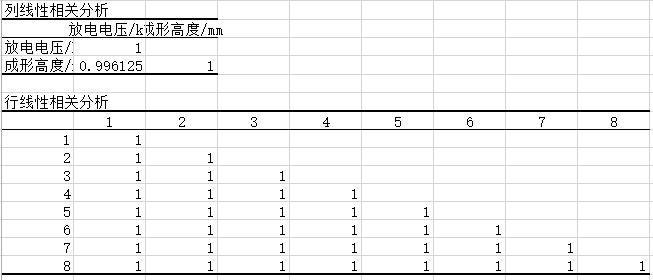 列线性相关分析
放电电压/k 成形高度/mm
放电电压/ 1
成形高度/ 0.996125 1
行线性相关分析
1 2 3 4 5 6 7 8
1 1
2 1 1
3 1 1 1
4 1 1 1 1
5 1 1 1 1 1
6 1 1 1 1 1 1
7 1 1 1 1 1 1 1
8 1 1 1 1 1 1 1 1